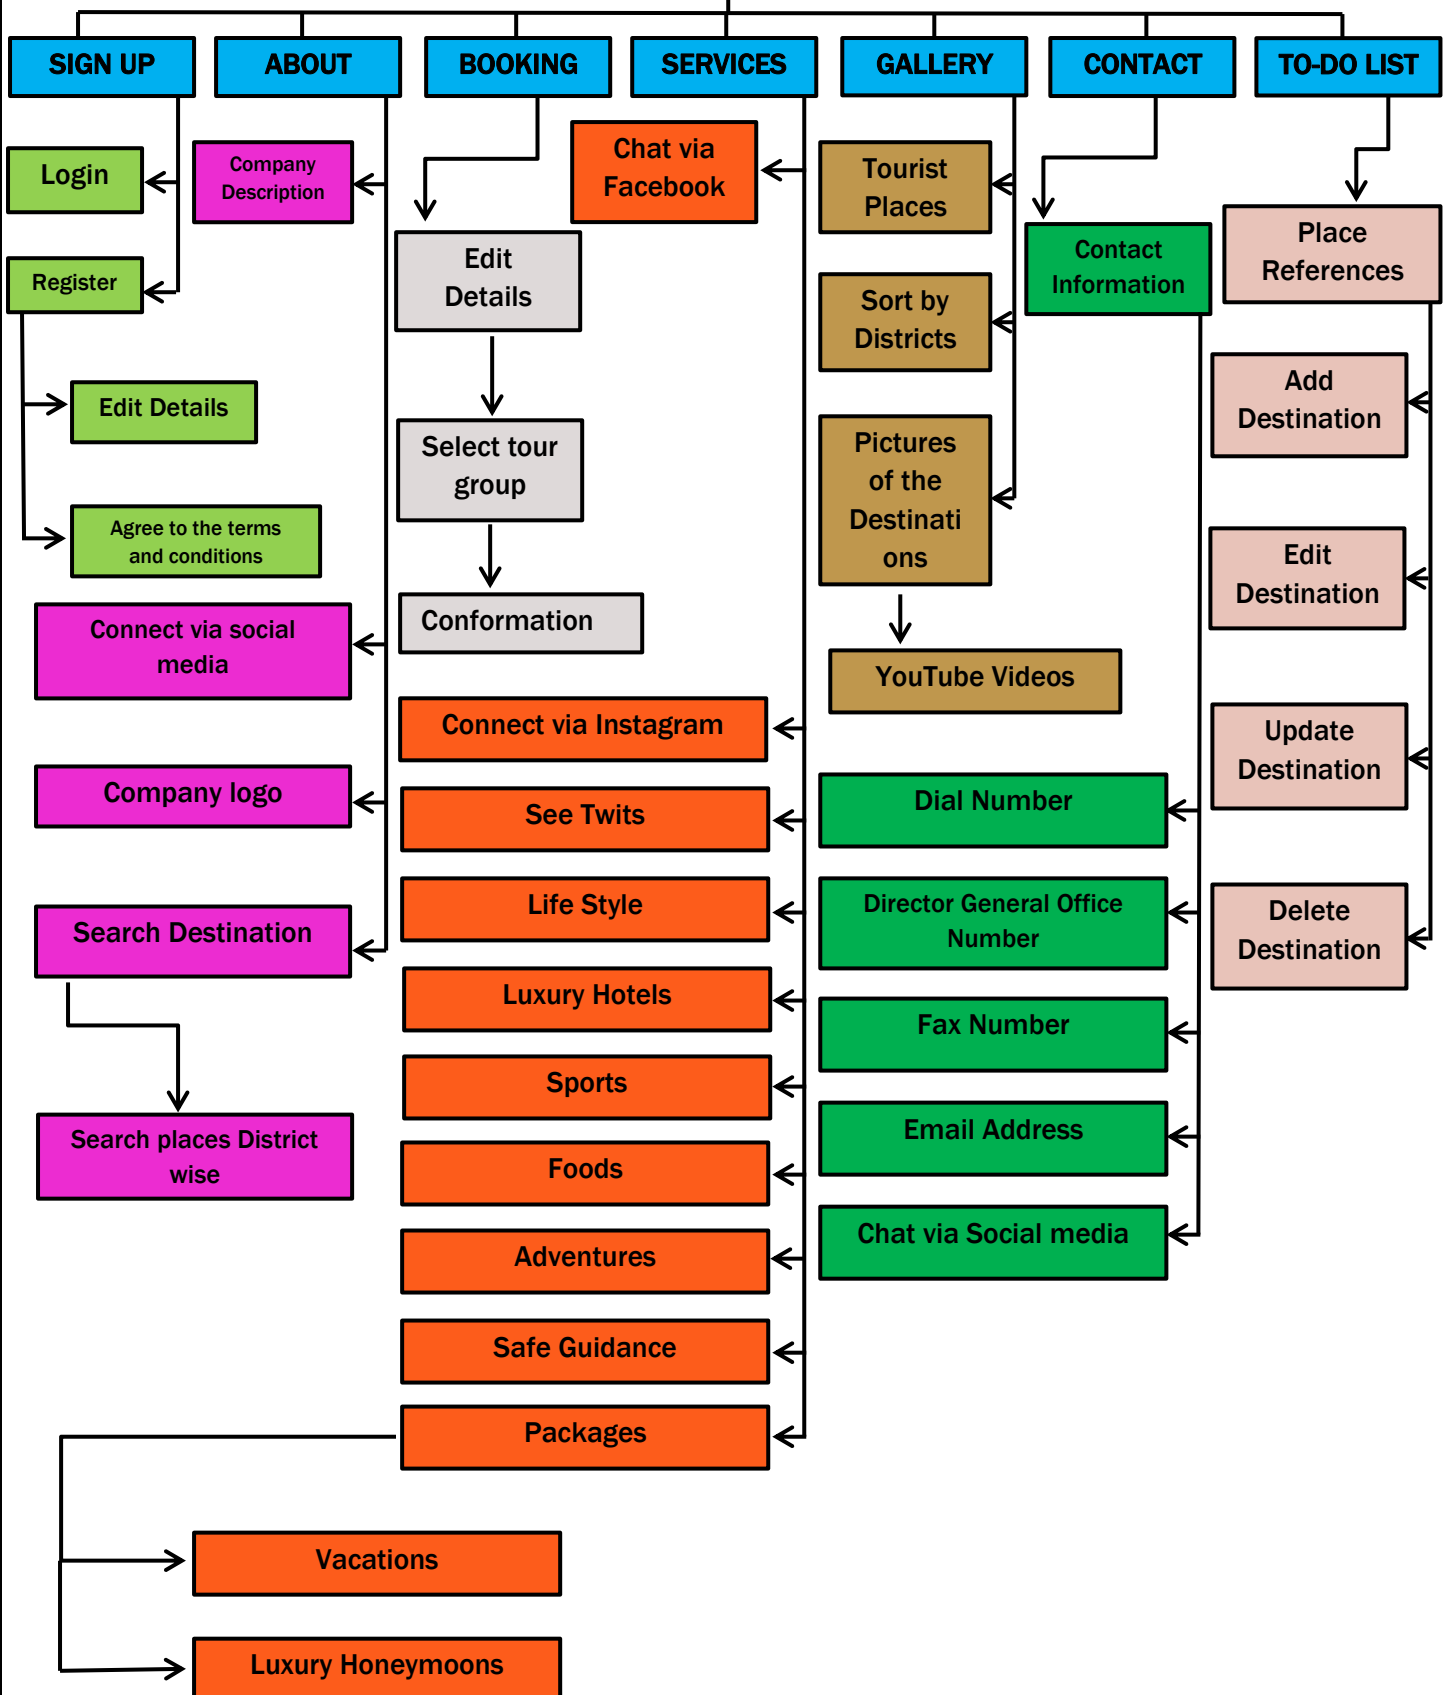 SIGN UP
ABOUT
BOOKING
SERVICES
GALLERY
CONTACT
TO-DO LIST
Login
Register
Edit Details
Agree to the terms
and conditions
Company
Description
Connect via social
media
Company logo
Search Destination
Search places District
wise
Edit
Details
Select tour
group
Conformation
Chat via
Facebook
Connect via Instagram
See Twits
Life Style
Luxury Hotels
Sports
Foods
Adventures
Safe Guidance
Packages
Vacations
Luxury Honeymoons
Tourist
Places
Sort by
Districts
Pictures
of the
Destinati
ons
YouTube Videos
Contact
Information
Dial Number
Director General Office
Number
Fax Number
Email Address
Chat via Social media
Place
References
Add
Destination
Edit
Destination
Update
Destination
Delete
Destination